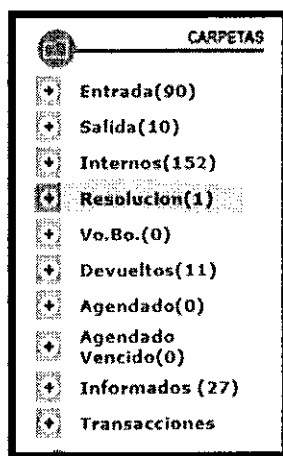 CARPETAS
Entrada(90)
Salida(10)
Internos(152)
Resolucion(1)
Vo.Bo.(0)
Devueltos(11)
Agendado(0)
Agendado
Vencido(0)
Informados (27)
Transacciones